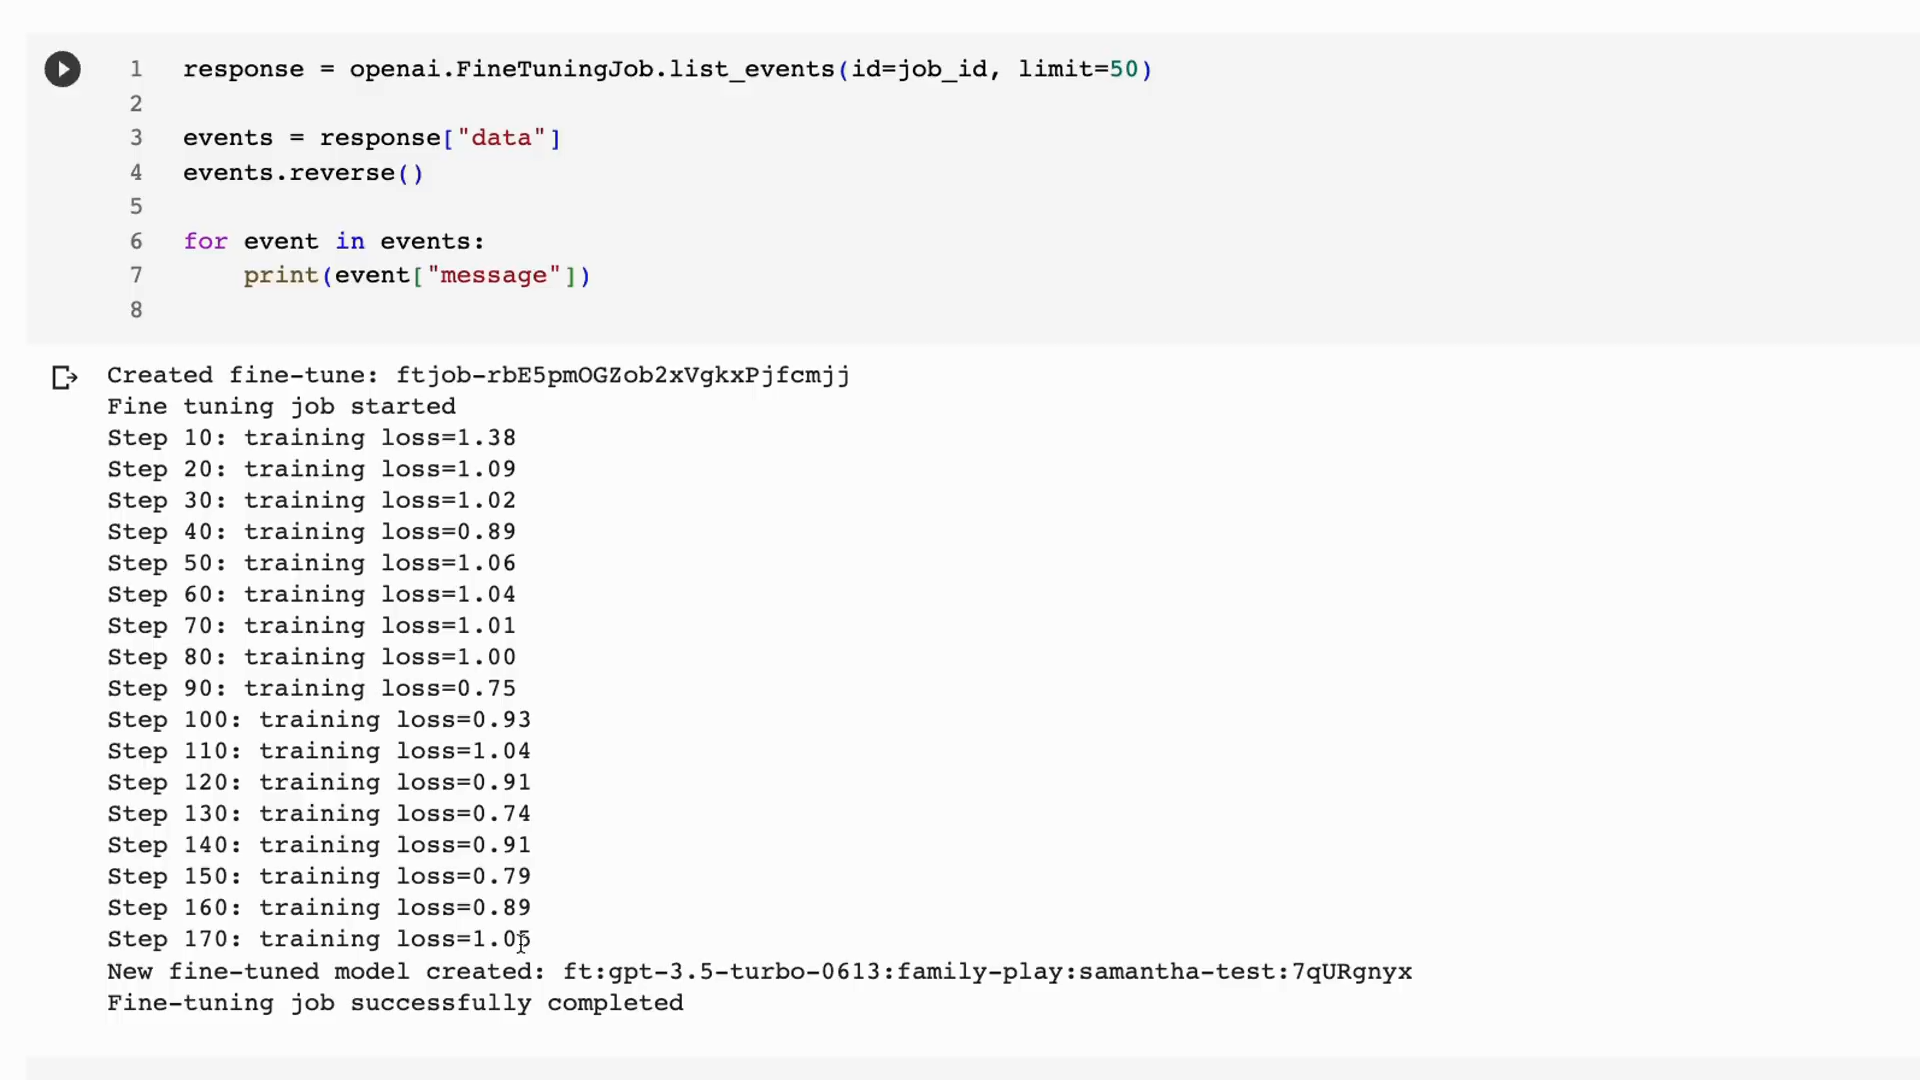 1 response = openai.FineTuningJob.list_events(id=job_id, limit=50)
2
3 events = response["data"]
4 events.reverse()
5
6 for event in events:
7     print(event["message"])
8
Created fine-tune: ftjob-rbE5pmOGZob2xVgkxPjfcmjj
Fine tuning job started
Step 10: training loss=1.38
Step 20: training loss=1.09
Step 30: training loss=1.02
Step 40: training loss=0.89
Step 50: training loss=1.06
Step 60: training loss=1.04
Step 70: training loss=1.01
Step 80: training loss=1.00
Step 90: training loss=0.75
Step 100: training loss=0.93
Step 110: training loss=1.04
Step 120: training loss=0.91
Step 130: training loss=0.74
Step 140: training loss=0.91
Step 150: training loss=0.79
Step 160: training loss=0.89
Step 170: training loss=1.05
New fine-tuned model created: ft:gpt-3.5-turbo-0613:family-play:samantha-test:7qURgnyx
Fine-tuning job successfully completed